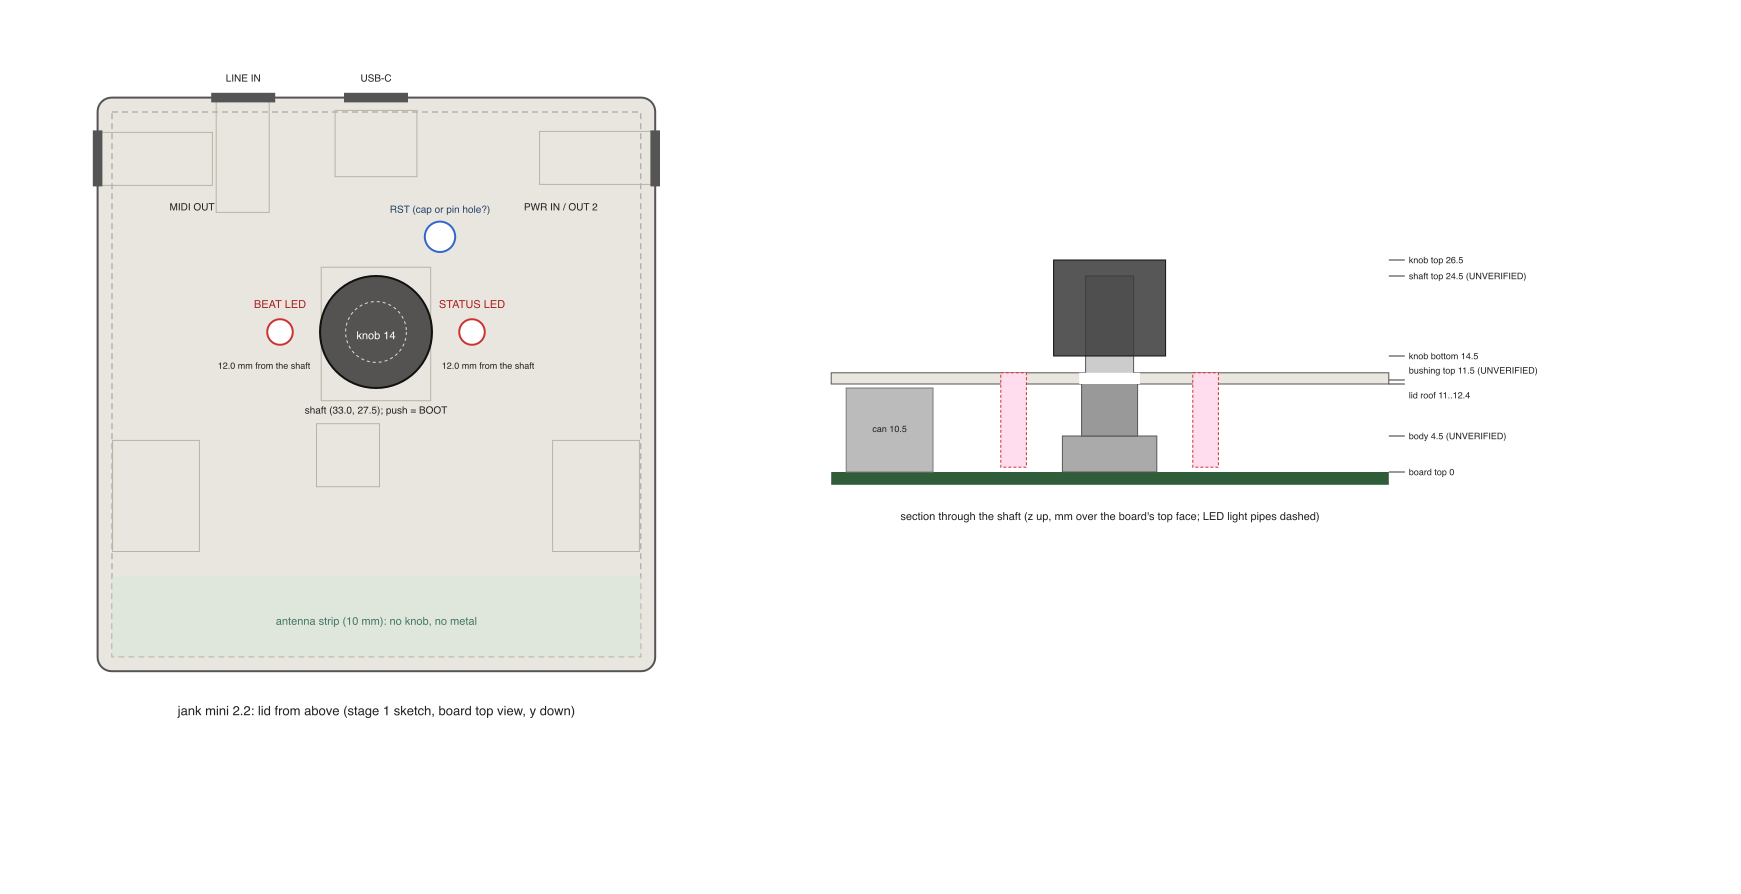 LINE IN
USB-C
MIDI OUT
RST (cap or pin hole?)
PWR IN / OUT 2
BEAT LED
STATUS LED
knob 14
12.0 mm from the shaft
12.0 mm from the shaft
shaft (33.0, 27.5); push = BOOT
antenna strip (10 mm): no knob, no metal
jank mini 2.2: lid from above (stage 1 sketch, board top view, y down)
knob top 26.5
shaft top 24.5 (UNVERIFIED)
knob bottom 14.5
bushing top 11.5 (UNVERIFIED)
lid roof 11..12.4
can 10.5
body 4.5 (UNVERIFIED)
board top 0
section through the shaft (z up, mm over the board's top face; LED light pipes dashed)